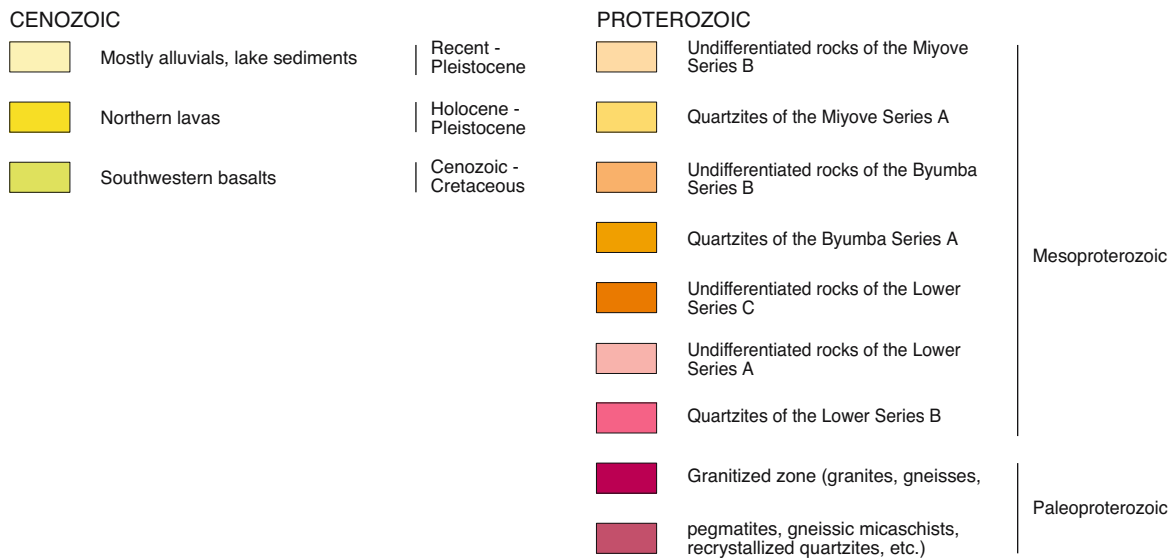 CENOZOIC
Mostly alluvials, lake sediments
Recent -
Pleistocene
Northern lavas
Holocene -
Pleistocene
Southwestern basalts
Cenozoic -
Cretaceous
PROTEROZOIC
Undifferentiated rocks of the Miyove
Series B
Quartzites of the Miyove Series A
Undifferentiated rocks of the Byumba
Series B
Quartzites of the Byumba Series A
Undifferentiated rocks of the Lower
Series C
Undifferentiated rocks of the Lower
Series A
Quartzites of the Lower Series B
Mesoproterozoic
Granitized zone (granites, gneisses,
pegmatites, gneissic micaschists,
recrystallized quartzites, etc.)
Paleoproterozoic